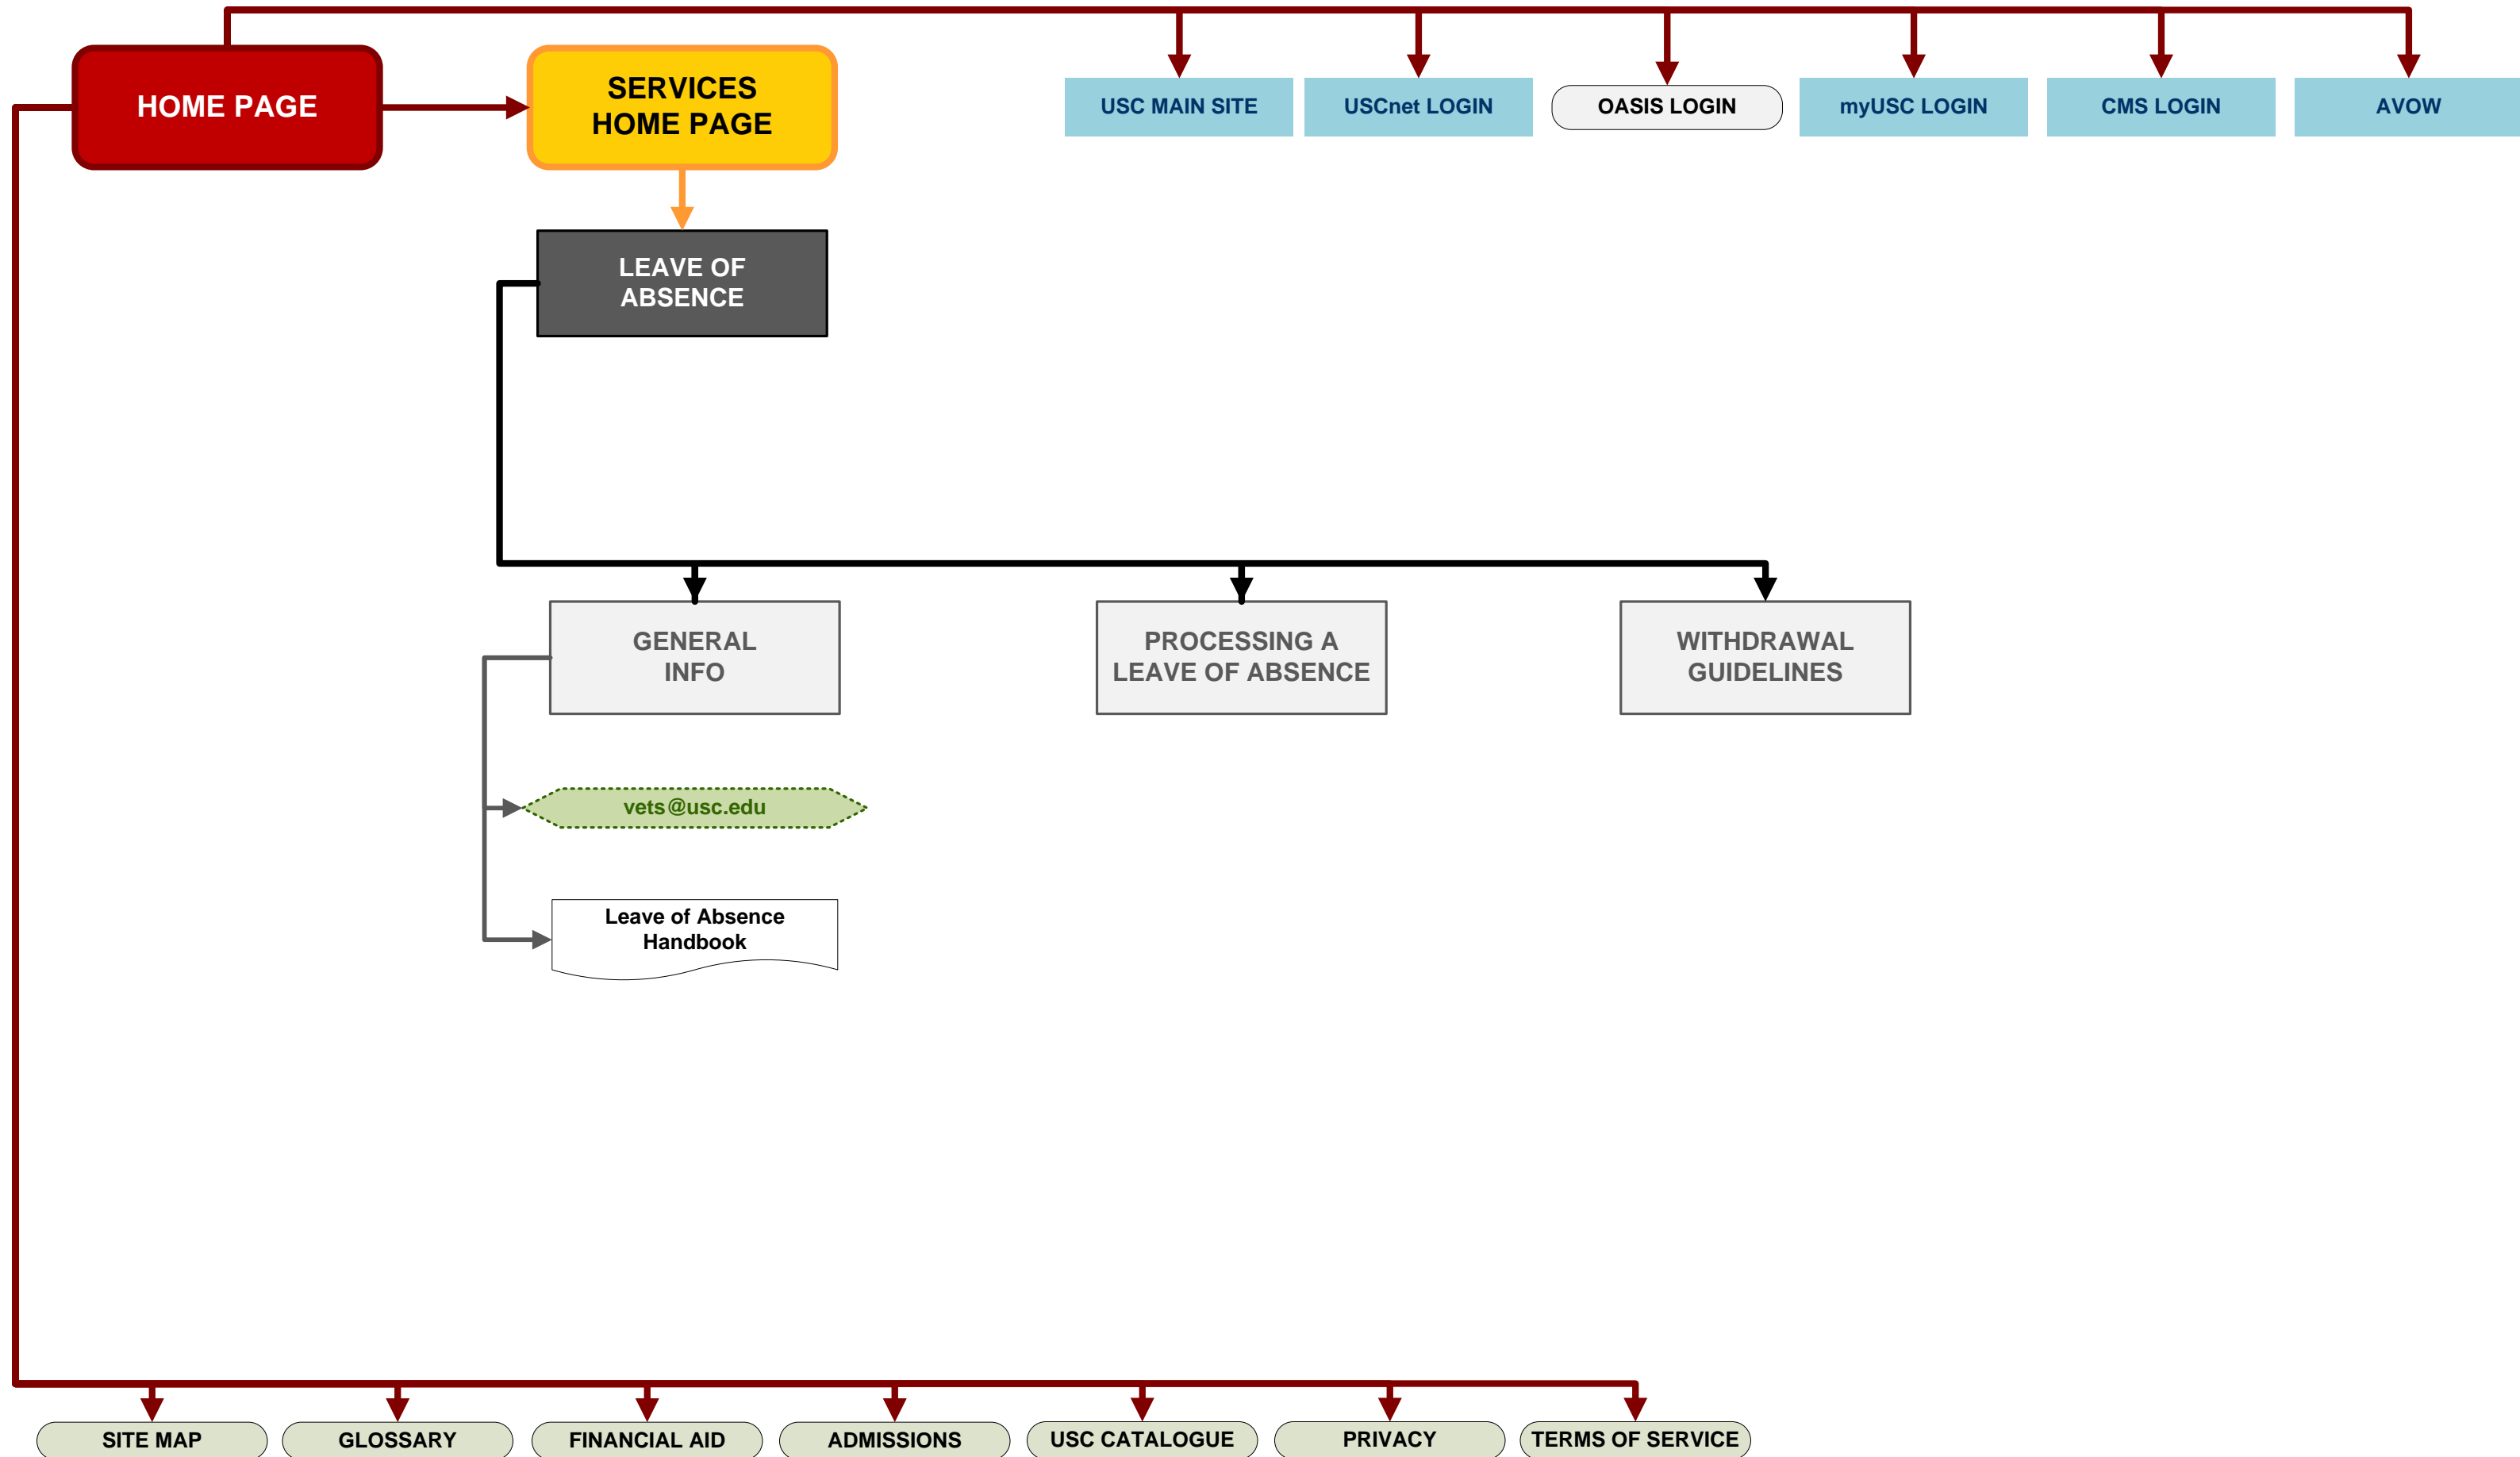 HOME PAGE
SERVICES
HOME PAGE
USC MAIN SITE
USCnet LOGIN
OASIS LOGIN
myUSC LOGIN
CMS LOGIN
AVOW
LEAVE OF
ABSENCE
GENERAL
INFO
PROCESSING A
LEAVE OF ABSENCE
WITHDRAWAL
GUIDELINES
vets@usc.edu
Leave of Absence
Handbook
SITE MAP
GLOSSARY
FINANCIAL AID
ADMISSIONS
USC CATALOGUE
PRIVACY
TERMS OF SERVICE